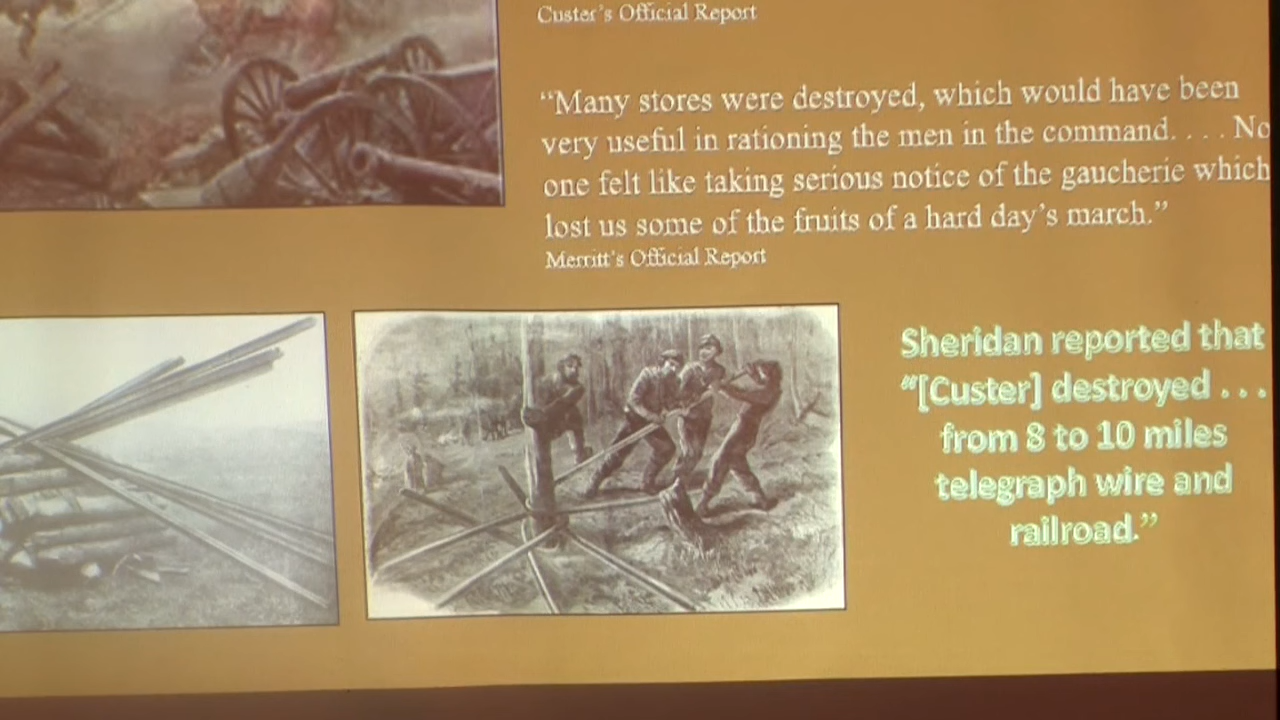 Custer's Official Report
“Many stores were destroyed, which would have been
very useful in rationing the men in the command. . . . No
one felt like taking serious notice of the gaucherie which
lost us some of the fruits of a hard day's march.”
Merritt's Official Report
Sheridan reported that
“[Custer] destroyed . . .
from 8 to 10 miles
telegraph wire and
railroad.”